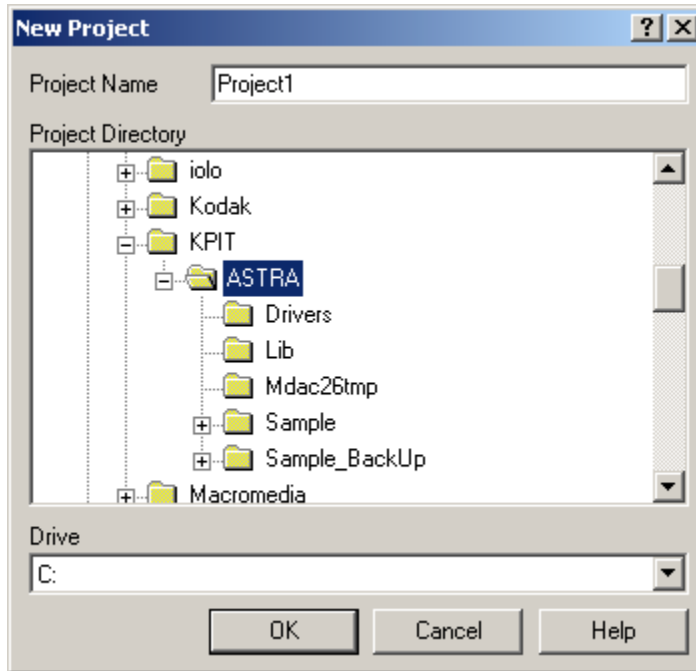 New Project
Project Name
Project1
Project Directory
iolo
Kodak
KPIT
ASTRA
Drivers
Lib
Mdac26tmp
Sample
Sample_BackUp
Macromedia
Drive
C:
OK Cancel Help